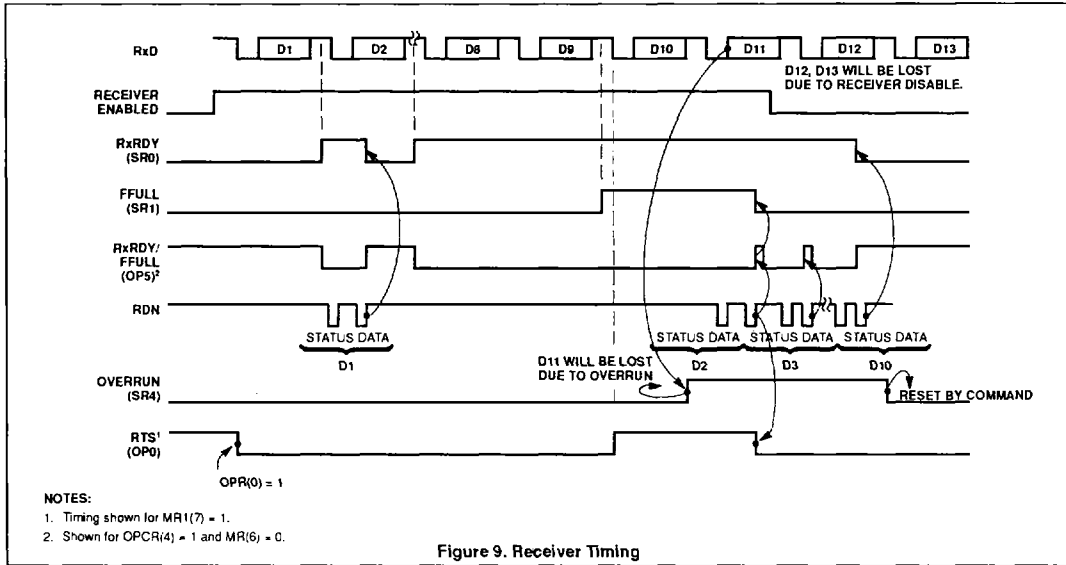 RxD
D1
D2
D8
D9
D10
D11
D12
D13
D12, D13 WILL BE LOST
DUE TO RECEIVER DISABLE.
RECEIVER
ENABLED
RxRDY
(SR0)
FFULL
(SR1)
RxRDY/
FFULL
(OP5)²
RDN
STATUS DATA
D1
STATUS DATA
D2
STATUS DATA
D3
STATUS DATA
D10
D11 WILL BE LOST
DUE TO OVERRUN
OVERRUN
(SR4)
RESET BY COMMAND
RTS¹
(OP0)
OPR(0) = 1
NOTES:
1. Timing shown for MR1(7) = 1.
2. Shown for OPCR(4) = 1 and MR(6) = 0.
Figure 9. Receiver Timing